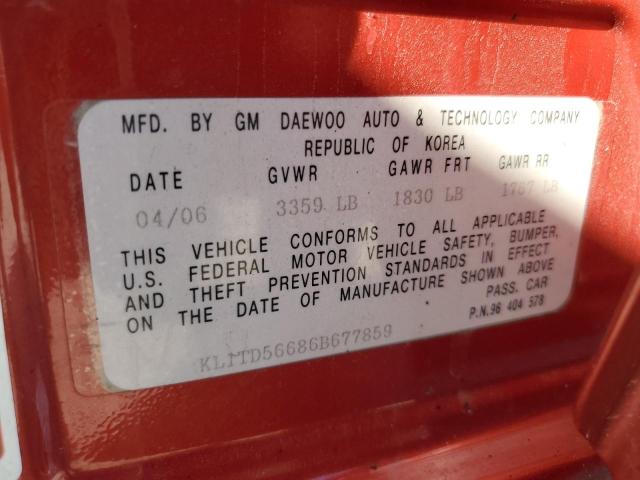 MFD. BY GM DAEWOO AUTO & TECHNOLOGY COMPANY
REPUBLIC OF KOREA
DATE GVWR GAWR FRT GAWR RR
04/06 3359 LB 1830 LB 1767 LB
THIS VEHICLE CONFORMS TO ALL APPLICABLE
U.S. FEDERAL MOTOR VEHICLE SAFETY, BUMPER,
AND THEFT PREVENTION STANDARDS IN EFFECT
ON THE DATE OF MANUFACTURE SHOWN ABOVE
PASS. CAR
P.N.96 404 578
KL1TD56686B677859